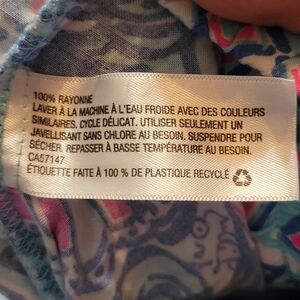 100% RAYONNE
LAVER À LA MACHINE À L'EAU FROIDE AVEC DES COULEURS
SIMILAIRES. CYCLE DÉLICAT. UTILISER SEULEMENT UN
JAVELLISANT SANS CHLORE AU BESOIN. SUSPENDRE POUR
SÉCHER. REPASSER À BASSE TEMPÉRATURE AU BESOIN.
CA57147
ÉTIQUETTE FAITE À 100 % DE PLASTIQUE RECYCLÉ